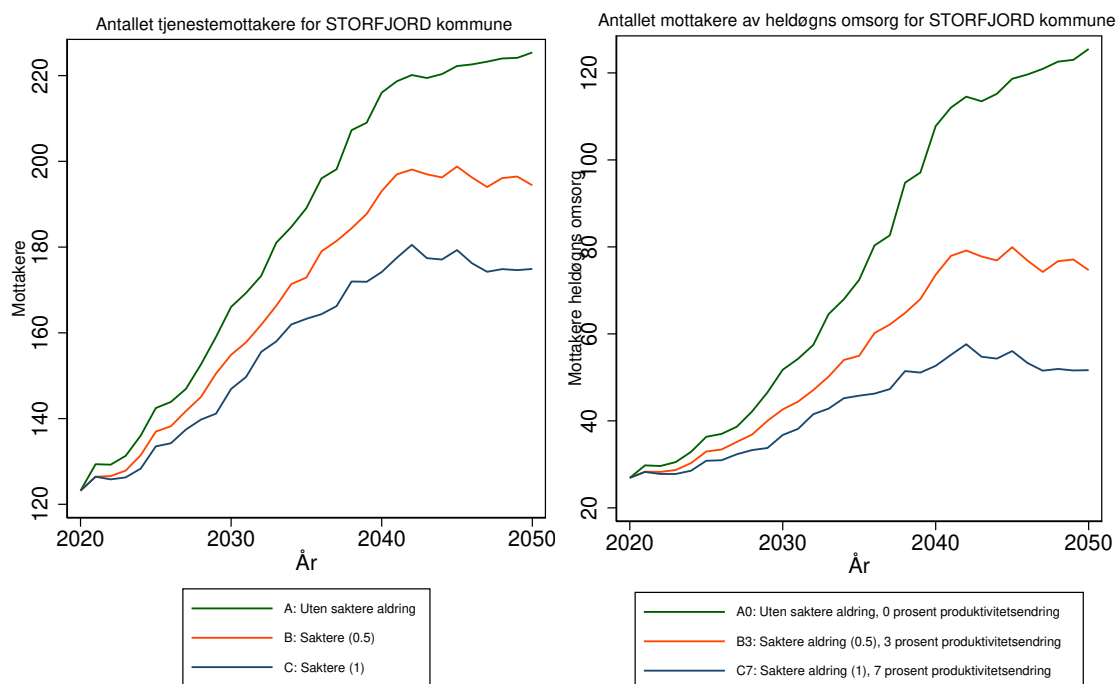 Antallet tjenestemottakere for STORFJORD kommune
Mottakere
220
200
180
160
140
120
2020
2030
2040
2050
År
A: Uten saktere aldring
B: Saktere (0.5)
C: Saktere (1)
Antallet mottakere av heldøgns omsorg for STORFJORD kommune
Mottakere heldøgns omsorg
120
100
80
60
40
20
2020
2030
2040
2050
År
A0: Uten saktere aldring, 0 prosent produktivitetsendring
B3: Saktere aldring (0.5), 3 prosent produktivitetsendring
C7: Saktere aldring (1), 7 prosent produktivitetsendring